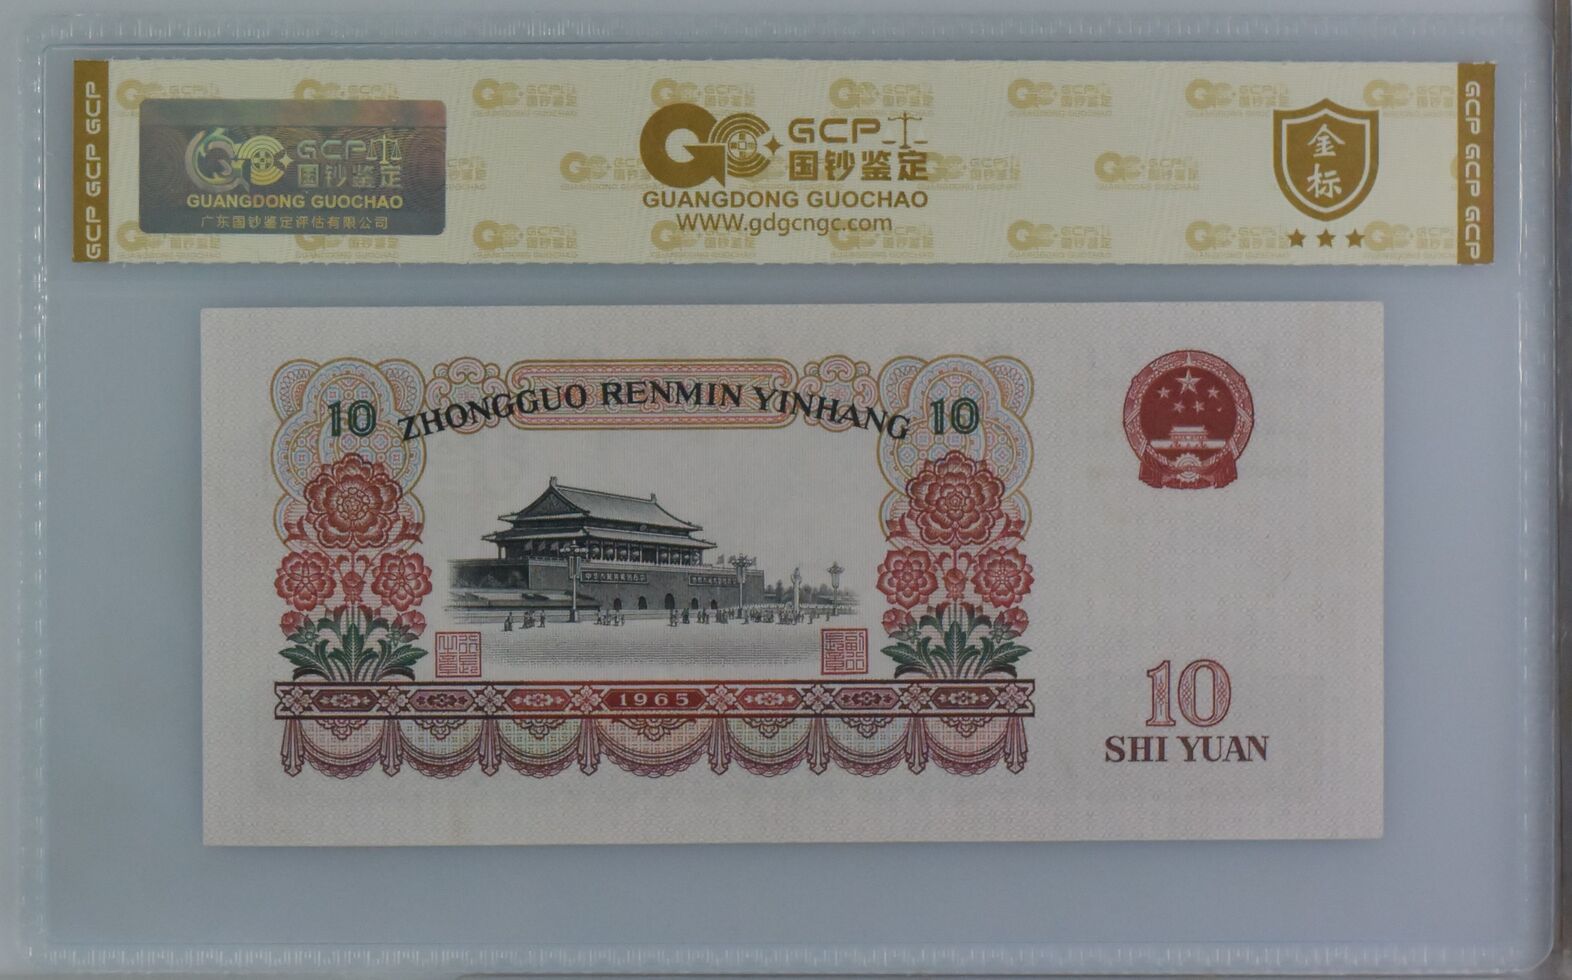 GCP GCP GCP
GCP
国钞鉴定
GUANGDONG GUOCHAO
广东国钞鉴定评估有限公司
GCP
国钞鉴定
GUANGDONG GUOCHAO
WWW.gdgcngc.com
金标
GCP GCP GCP
10
ZHONGGUO RENMIN YINHANG
10
1965
10
SHI YUAN